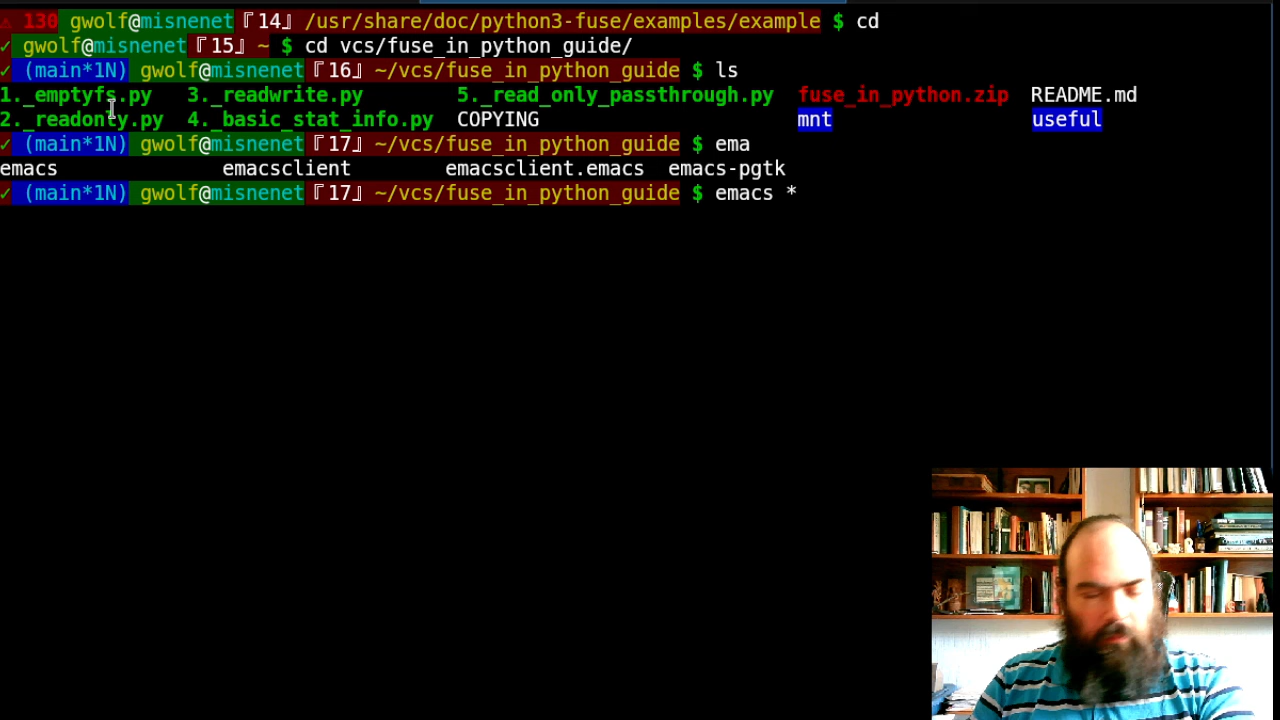 ⚠ 130 gwolf@misnenet『14』/usr/share/doc/python3-fuse/examples/example $ cd
✓ gwolf@misnenet『15』~ $ cd vcs/fuse_in_python_guide/
✓ (main*1N) gwolf@misnenet『16』~/vcs/fuse_in_python_guide $ ls
1._emptyfs.py 3._readwrite.py 5._read_only_passthrough.py fuse_in_python.zip README.md
2._readonly.py 4._basic_stat_info.py COPYING mnt useful
✓ (main*1N) gwolf@misnenet『17』~/vcs/fuse_in_python_guide $ ema
emacs emacsclient emacsclient.emacs emacs-pgtk
✓ (main*1N) gwolf@misnenet『17』~/vcs/fuse_in_python_guide $ emacs *